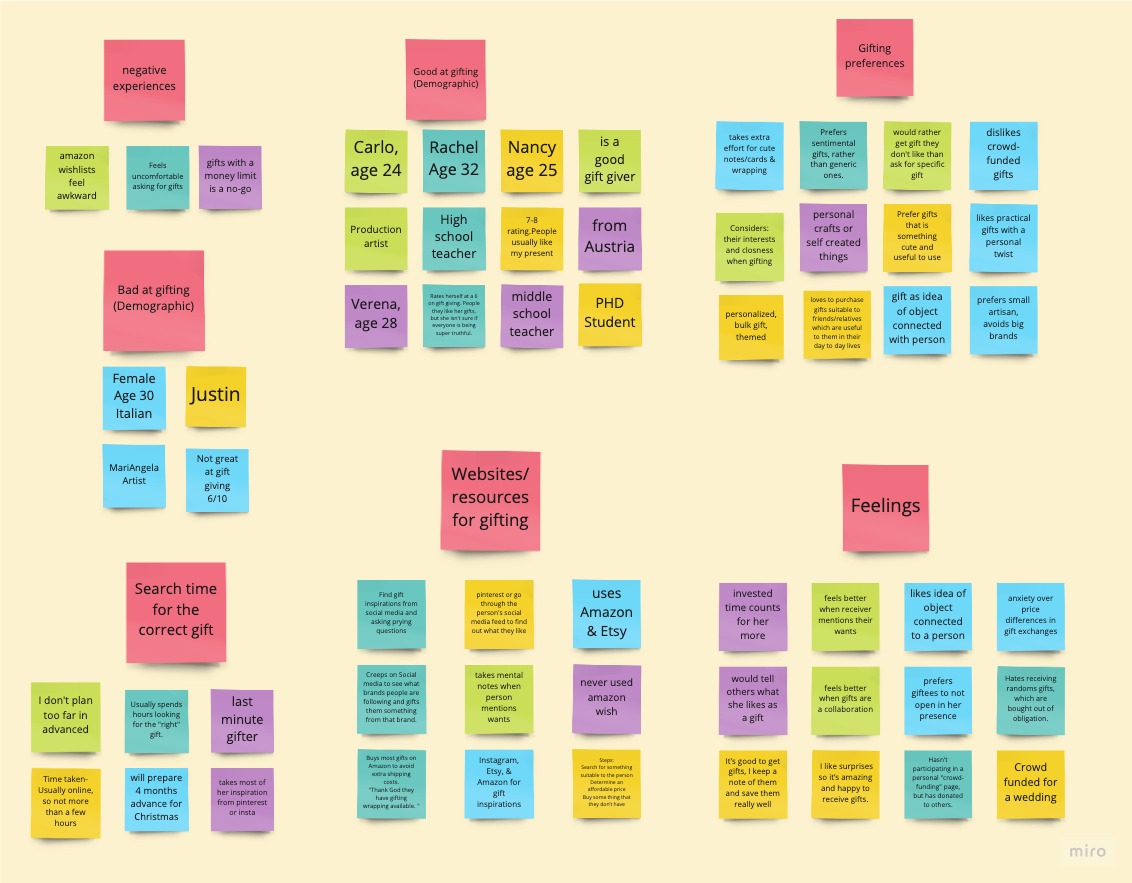 negative
experiences
amazon
wishlists
feel
awkward
Feels
uncomfortable
asking for gifts
gifts with a
money limit
is a no-go
Bad at gifting
(Demographic)
Female
Age 30
Italian
Justin
MariAngela
Artist
Not great
at gift
giving
6/10
Search time
for the
correct gift
I don't plan
too far in
advanced
Usually spends
hours looking
for the "right"
gift.
last
minute
gifter
Time taken-
Usually online,
so not more
than a few
hours
will prepare
4 months
advance for
Christmas
takes most of
her inspiration
from pinterest
or insta
Good at gifting
(Demographic)
Carlo,
age 24
Rachel
Age 32
Nancy
age 25
is a
good
gift giver
Production
artist
High
school
teacher
7-8
rating.People
usually like
my present
from
Austria
Verena,
age 28
Rates herself at a 6
on gift giving. People
they like her gifts,
but she isn't sure if
everyone is being
super truthful.
middle
school
teacher
PHD
Student
Websites/
resources
for gifting
Find gift
inspirations from
social media and
asking prying
questions
pinterest or go
through the
person's social
media feed to find
out what they like
uses
Amazon
& Etsy
Creeps on Social
media to see what
brands people are
following and gifts
them something
from that brand.
takes mental
notes when
person
mentions
wants
never used
amazon
wish
Buys most gifts on
Amazon to avoid
extra shipping
costs.
"Thank God they
have gifting
wrapping available. "
Instagram,
Etsy, &
Amazon for
gift
inspirations
Steps:
Search for something
suitable to the person
Determine an
affordable price
Buy some thing that
they don't have
Gifting
preferences
takes extra
effort for cute
notes/cards &
wrapping
Prefers
sentimental
gifts, rather
than generic
ones.
would rather
get gift they
don't like than
ask for specific
gift
dislikes
crowd-
funded
gifts
Considers:
their interests
and closness
when gifting
personal
crafts or
self created
things
Prefer gifts
that is
something
cute and
useful to use
likes practical
gifts with a
personal
twist
personalized,
bulk gift,
themed
loves to purchase
gifts suitable to
friends/relatives
which are useful
to them in their
day to day lives
gift as idea
of object
connected
with person
prefers small
artisan,
avoids big
brands
Feelings
invested
time counts
for her
more
feels better
when receiver
mentions their
wants
likes idea of
object
connected
to a person
anxiety over
price
differences in
gift exchanges
would tell
others what
she likes as
a gift
feels better
when gifts are
a collaboration
prefers
giftees to not
open in her
presence
Hates receiving
randoms gifts,
which are
bought out of
obligation.
It's good to get
gifts, I keep a
note of them
and save them
really well
I like surprises
so it's amazing
and happy to
receive gifts.
Hasn't
participating in a
personal "crowd-
funding" page,
but has donated
to others.
Crowd
funded for
a wedding
miro